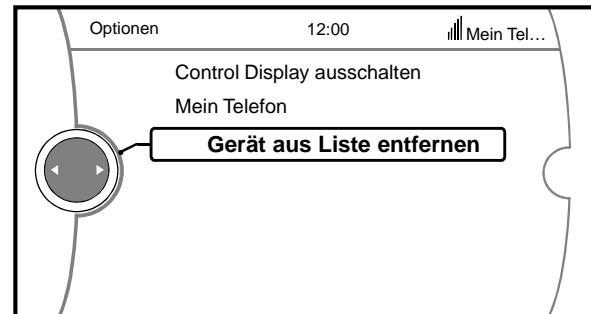 Optionen 12:00 Mein Tel...
Control Display ausschalten
Mein Telefon
Gerät aus Liste entfernen